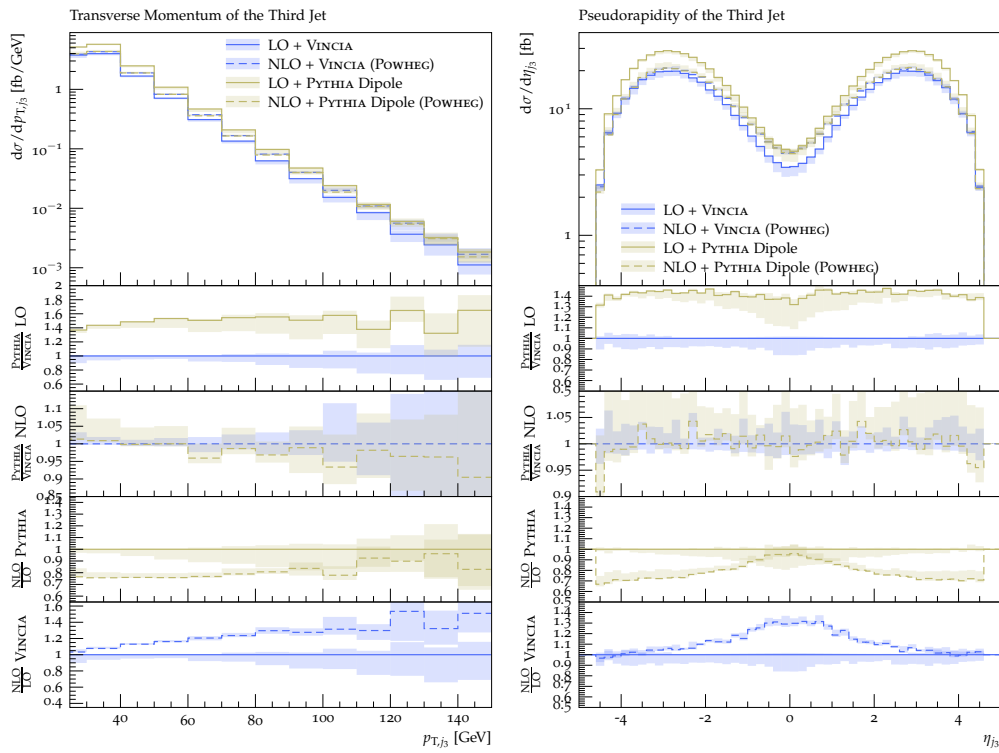 Transverse Momentum of the Third Jet
dσ/dp_T,j₃ [fb/GeV]
LO + Vincia
NLO + Vincia (Powheg)
LO + Pythia Dipole
NLO + Pythia Dipole (Powheg)
1
10⁻¹
10⁻²
10⁻³
Pythia/Vincia LO
2
1.8
1.6
1.4
1.2
1
0.8
0.6
Pythia/Vincia NLO
1.1
1.05
1
0.95
0.9
0.85
NLO/LO Pythia
1.4
1.3
1.2
1.1
1
0.9
0.8
0.7
0.6
0.5
NLO/LO Vincia
1.6
1.4
1.2
1
0.8
0.6
0.4
40 60 80 100 120 140
p_T,j₃ [GeV]
Pseudorapidity of the Third Jet
dσ/dη_j₃ [fb]
10¹
1
LO + Vincia
NLO + Vincia (Powheg)
LO + Pythia Dipole
NLO + Pythia Dipole (Powheg)
Pythia/Vincia LO
1.4
1.3
1.2
1.1
1
0.9
0.8
0.7
0.6
0.5
Pythia/Vincia NLO
1.05
1
0.95
0.9
NLO/LO Pythia
1.4
1.3
1.2
1.1
1
0.9
0.8
0.7
0.6
0.5
NLO/LO Vincia
1.4
1.3
1.2
1.1
1
0.9
0.8
0.7
0.6
0.5
-4 -2 0 2 4
η_j₃